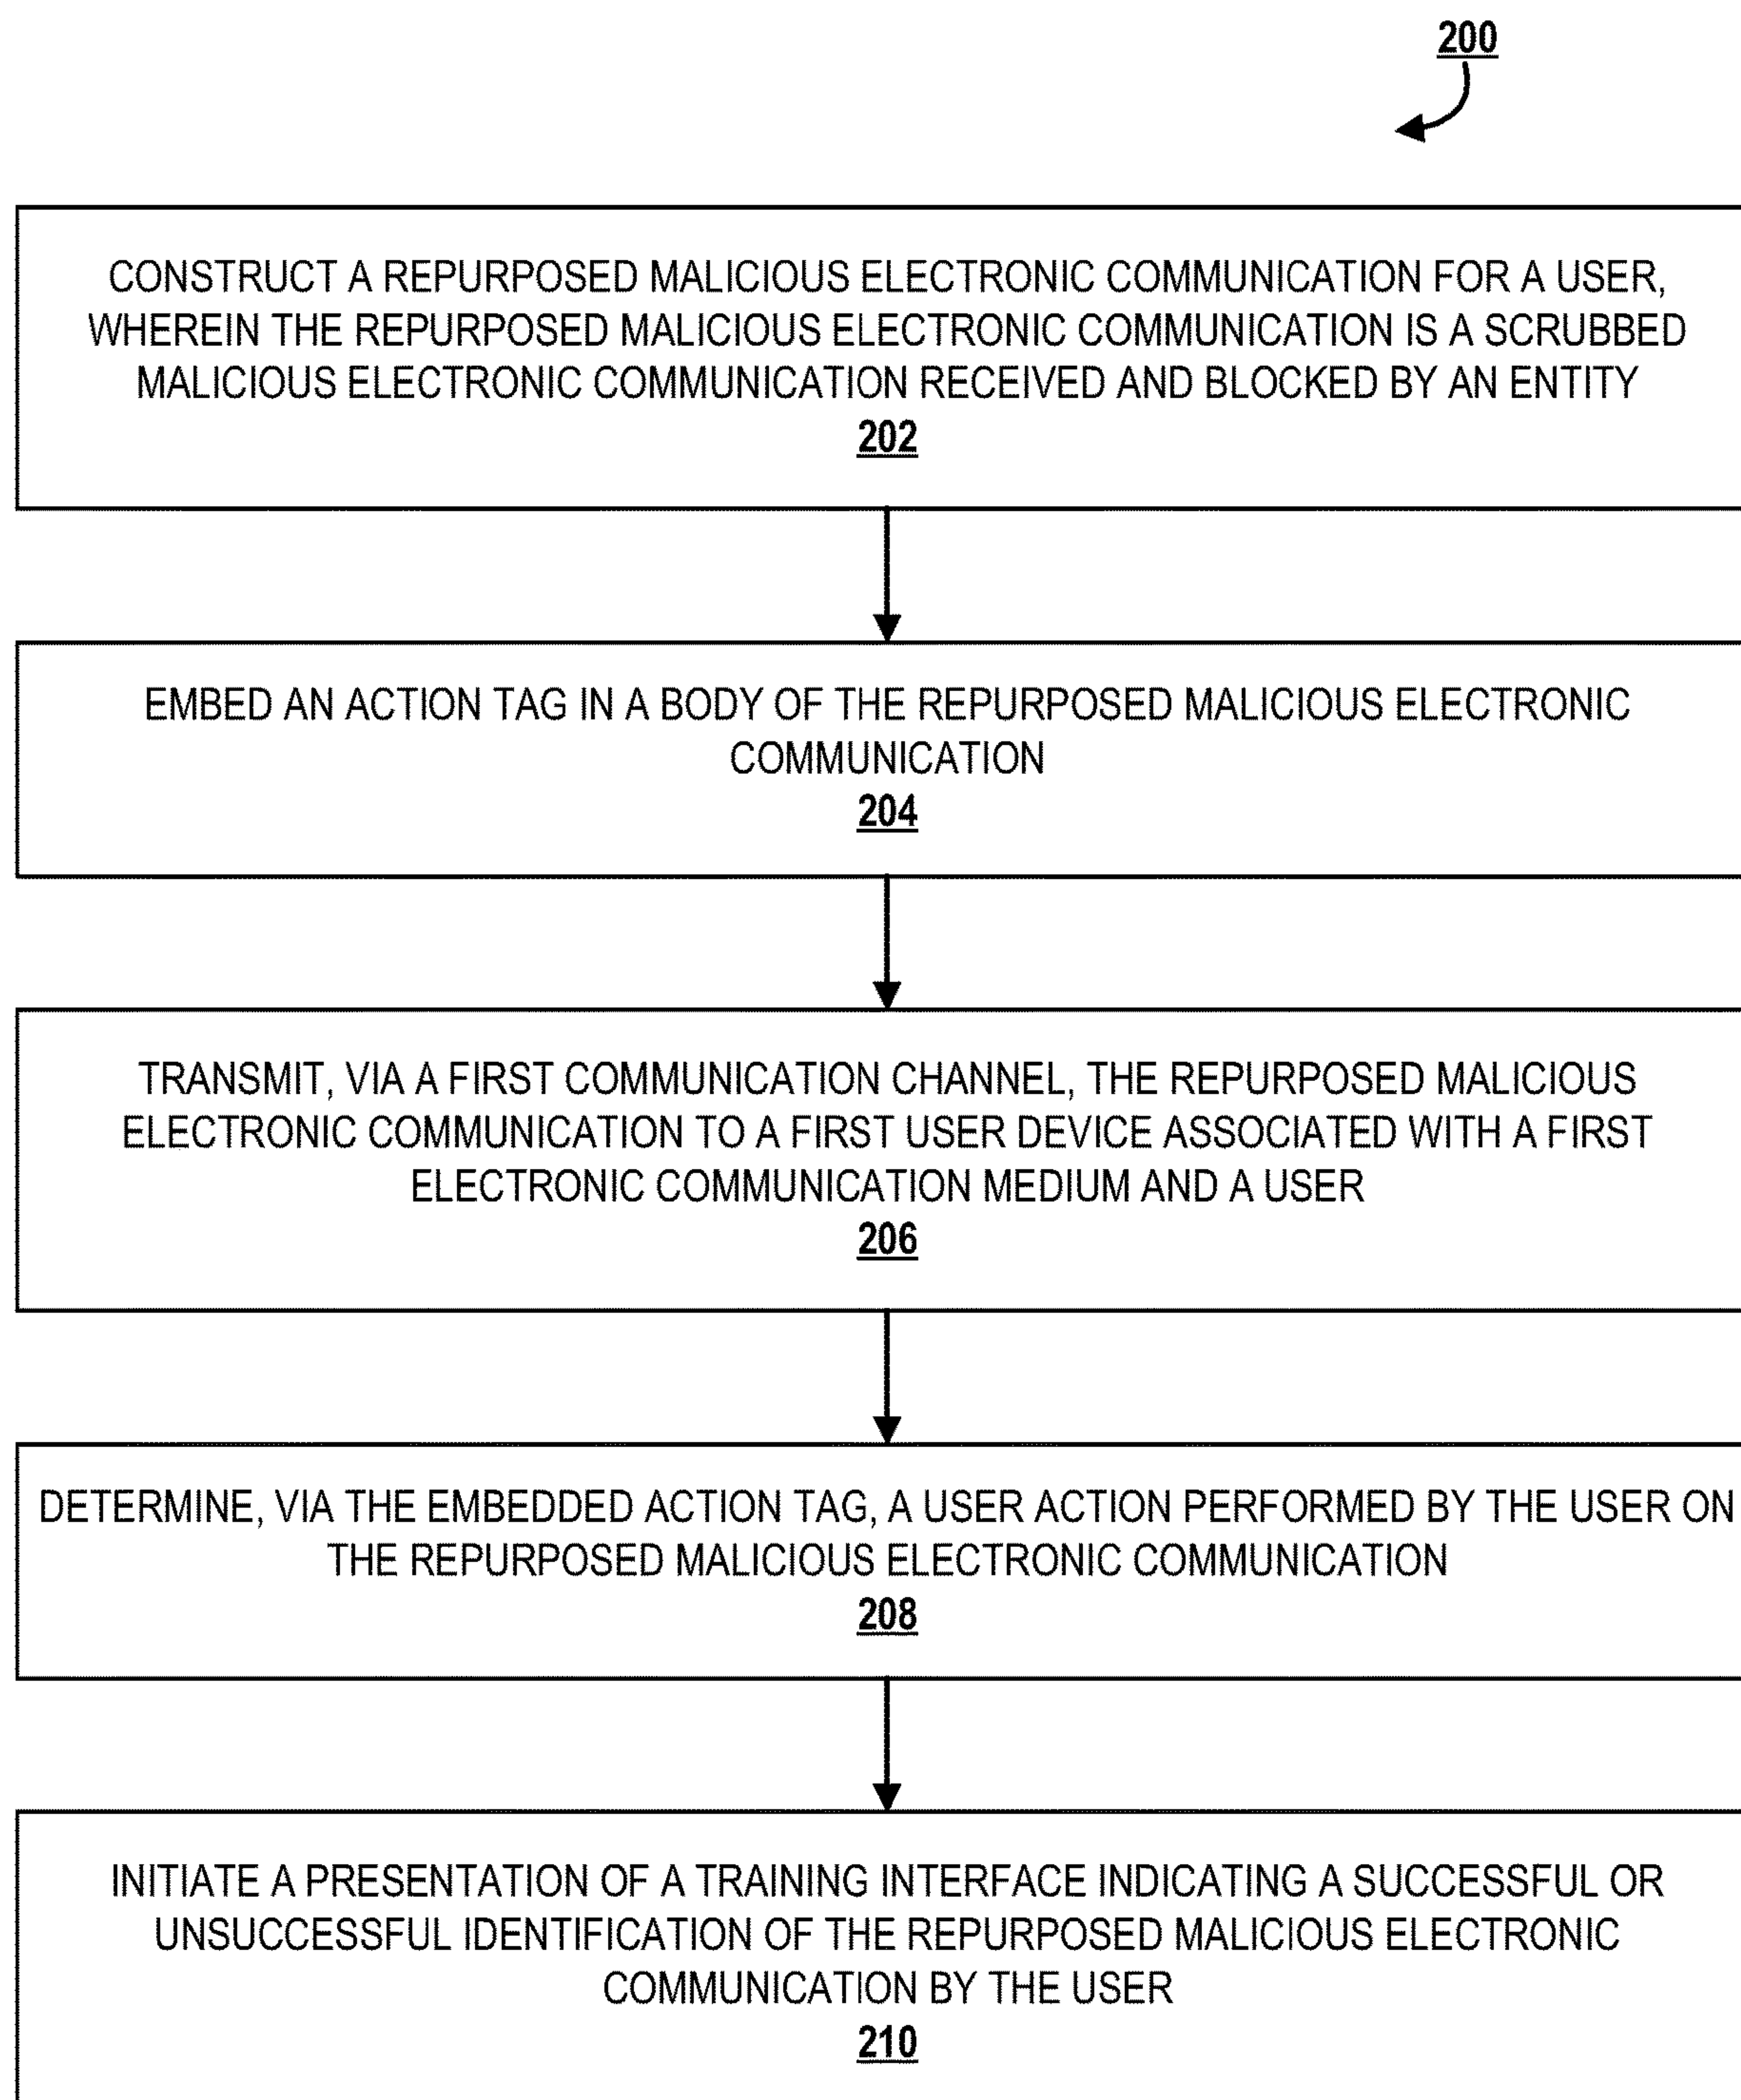 200
CONSTRUCT A REPURPOSED MALICIOUS ELECTRONIC COMMUNICATION FOR A USER,
WHEREIN THE REPURPOSED MALICIOUS ELECTRONIC COMMUNICATION IS A SCRUBBED
MALICIOUS ELECTRONIC COMMUNICATION RECEIVED AND BLOCKED BY AN ENTITY
202
EMBED AN ACTION TAG IN A BODY OF THE REPURPOSED MALICIOUS ELECTRONIC
COMMUNICATION
204
TRANSMIT, VIA A FIRST COMMUNICATION CHANNEL, THE REPURPOSED MALICIOUS
ELECTRONIC COMMUNICATION TO A FIRST USER DEVICE ASSOCIATED WITH A FIRST
ELECTRONIC COMMUNICATION MEDIUM AND A USER
206
DETERMINE, VIA THE EMBEDDED ACTION TAG, A USER ACTION PERFORMED BY THE USER ON
THE REPURPOSED MALICIOUS ELECTRONIC COMMUNICATION
208
INITIATE A PRESENTATION OF A TRAINING INTERFACE INDICATING A SUCCESSFUL OR
UNSUCCESSFUL IDENTIFICATION OF THE REPURPOSED MALICIOUS ELECTRONIC
COMMUNICATION BY THE USER
210